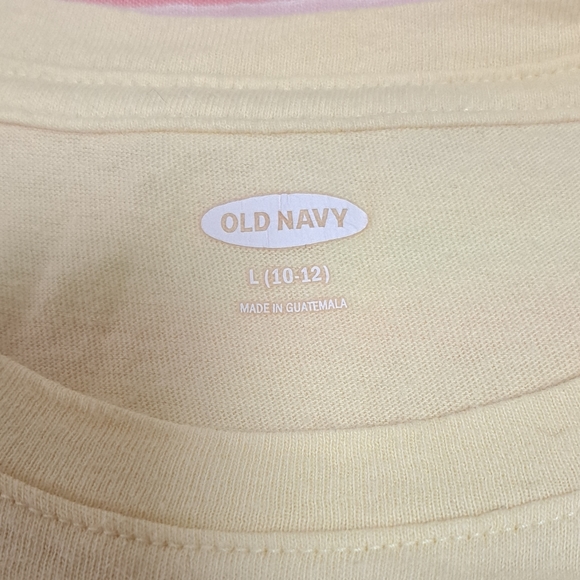 OLD NAVY
L (10-12)
MADE IN GUATEMALA